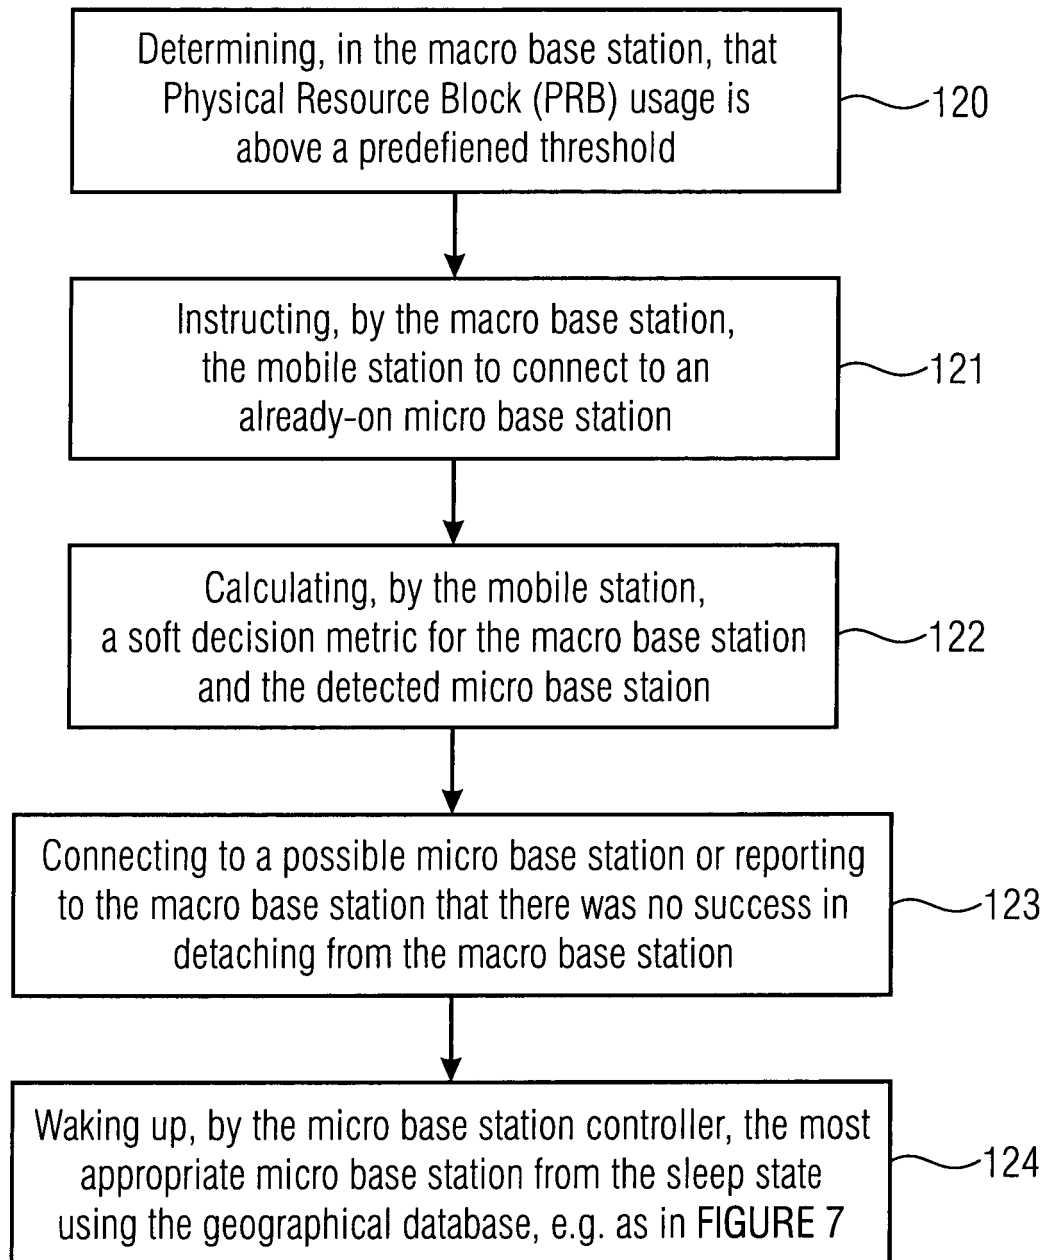 Determining, in the macro base station, that
Physical Resource Block (PRB) usage is
above a predefiened threshold
120
Instructing, by the macro base station,
the mobile station to connect to an
already-on micro base station
121
Calculating, by the mobile station,
a soft decision metric for the macro base station
and the detected micro base staion
122
Connecting to a possible micro base station or reporting
to the macro base station that there was no success in
detaching from the macro base station
123
Waking up, by the micro base station controller, the most
appropriate micro base station from the sleep state
using the geographical database, e.g. as in FIGURE 7
124